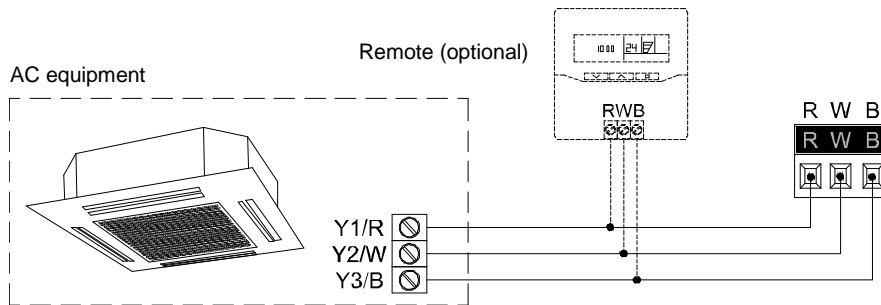 Remote (optional)
AC equipment
1000 24
RWB
R W B
R W B
Y1/R
Y2/W
Y3/B